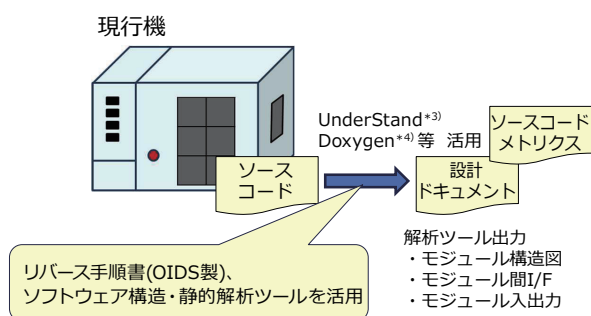 現行機
UnderStand*3)
Doxygen*4)等 活用
ソースコード
メトリクス
ソース
コード
設計
ドキュメント
リバース手順書(OIDS製)、
ソフトウェア構造・静的解析ツールを活用
解析ツール出力
・モジュール構造図
・モジュール間I/F
・モジュール入出力